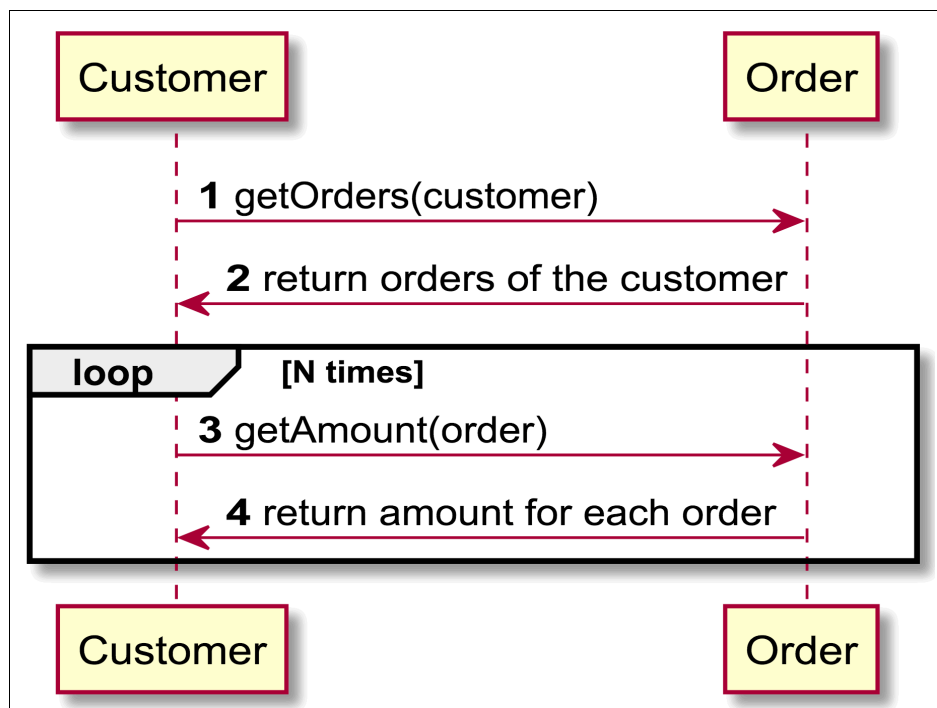 Customer
Order
1 getOrders(customer)
2 return orders of the customer
loop [N times]
3 getAmount(order)
4 return amount for each order
Customer
Order